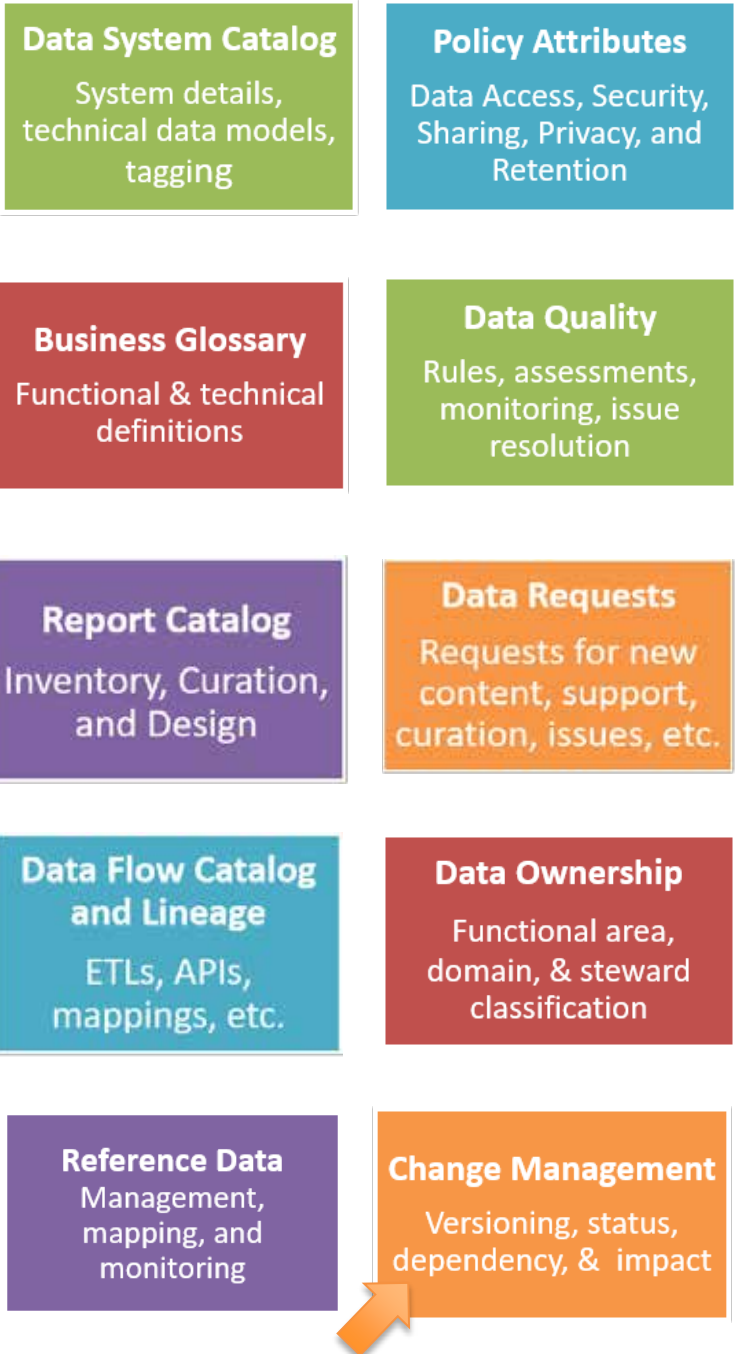 Data System Catalog
System details,
technical data models,
tagging
Policy Attributes
Data Access, Security,
Sharing, Privacy, and
Retention
Business Glossary
Functional & technical
definitions
Data Quality
Rules, assessments,
monitoring, issue
resolution
Report Catalog
Inventory, Curation,
and Design
Data Requests
Requests for new
content, support,
curation, issues, etc.
Data Flow Catalog
and Lineage
ETLs, APIs,
mappings, etc.
Data Ownership
Functional area,
domain, & steward
classification
Reference Data
Management,
mapping, and
monitoring
Change Management
Versioning, status,
dependency, & impact